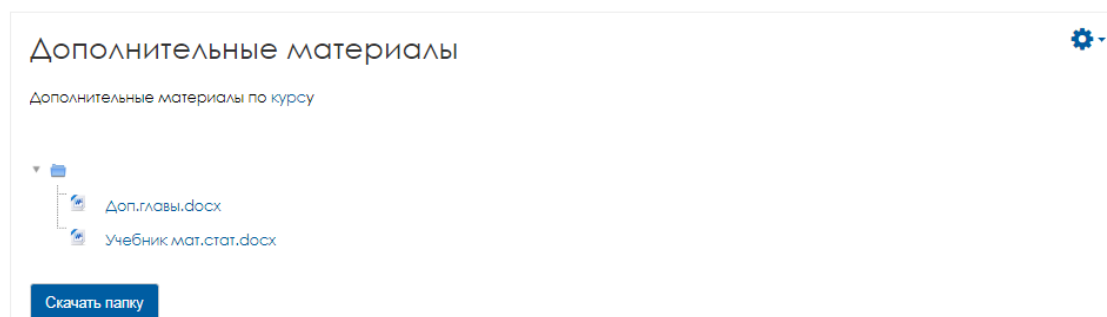 Дополнительные материалы
Дополнительные материалы по курсу
Доп.главы.docx
Учебник мат.стат.docx
Скачать папку